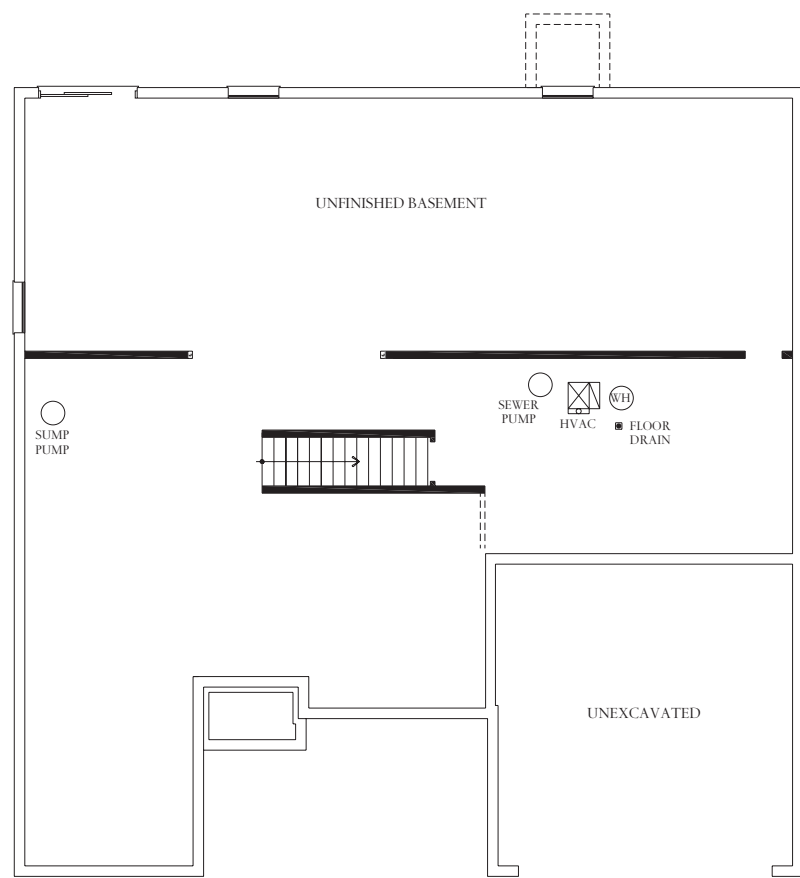 UNFINISHED BASEMENT
SUMP
PUMP
SEWER
PUMP
HVAC
WH
FLOOR
DRAIN
UNEXCAVATED